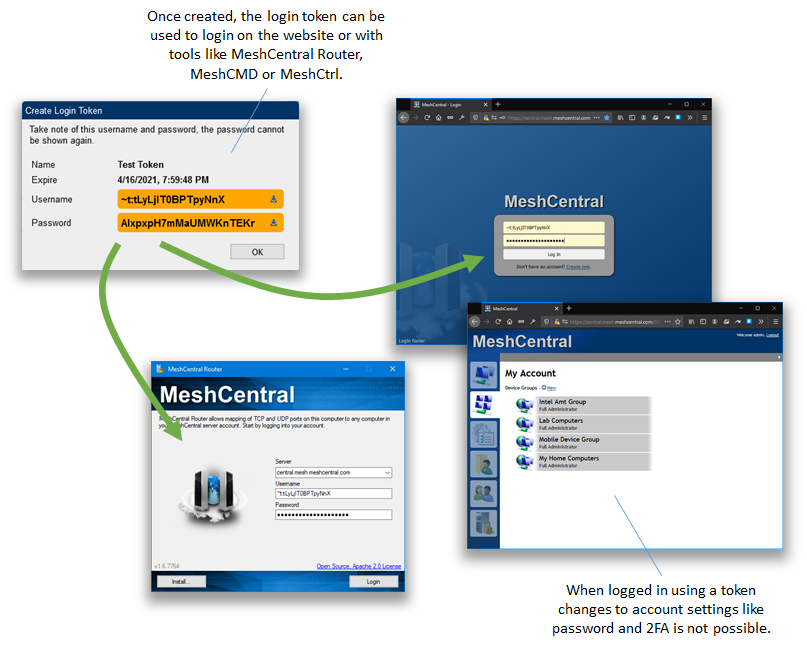 Once created, the login token can be
used to login on the website or with
tools like MeshCentral Router,
MeshCMD or MeshCtrl.
Create Login Token
Take note of this username and password, the password cannot
be shown again.
Name Test Token
Expire 4/16/2021, 7:59:48 PM
Username ~t:tLyLjIT0BPTpyNnX
Password AlxpxpH7mMaUMWKnTEKr
OK
MeshCentral - Login
https://central.mesh.meshcentral.com
MeshCentral
~t:tLyLjIT0BPTpyNnX
Log In
Don't have an account? Create one.
Login Router
MeshCentral
https://central.mesh.meshcentral.com
MeshCentral
Welcome admin. Logout
My Account
Device Groups - New
Intel Amt Group
Full Administrator
Lab Computers
Full Administrator
Mobile Device Group
Full Administrator
My Home Computers
Full Administrator
MeshCentral Router
MeshCentral
MeshCentral Router allows mapping of TCP and UDP ports on this computer to any computer in
your MeshCentral server account. Start by logging into your account.
Server
central.mesh.meshcentral.com
Username
~t:tLyLjIT0BPTpyNnX
Password
v1.6.7764
Open Source, Apache 2.0 License
Install... Login
When logged in using a token
changes to account settings like
password and 2FA is not possible.